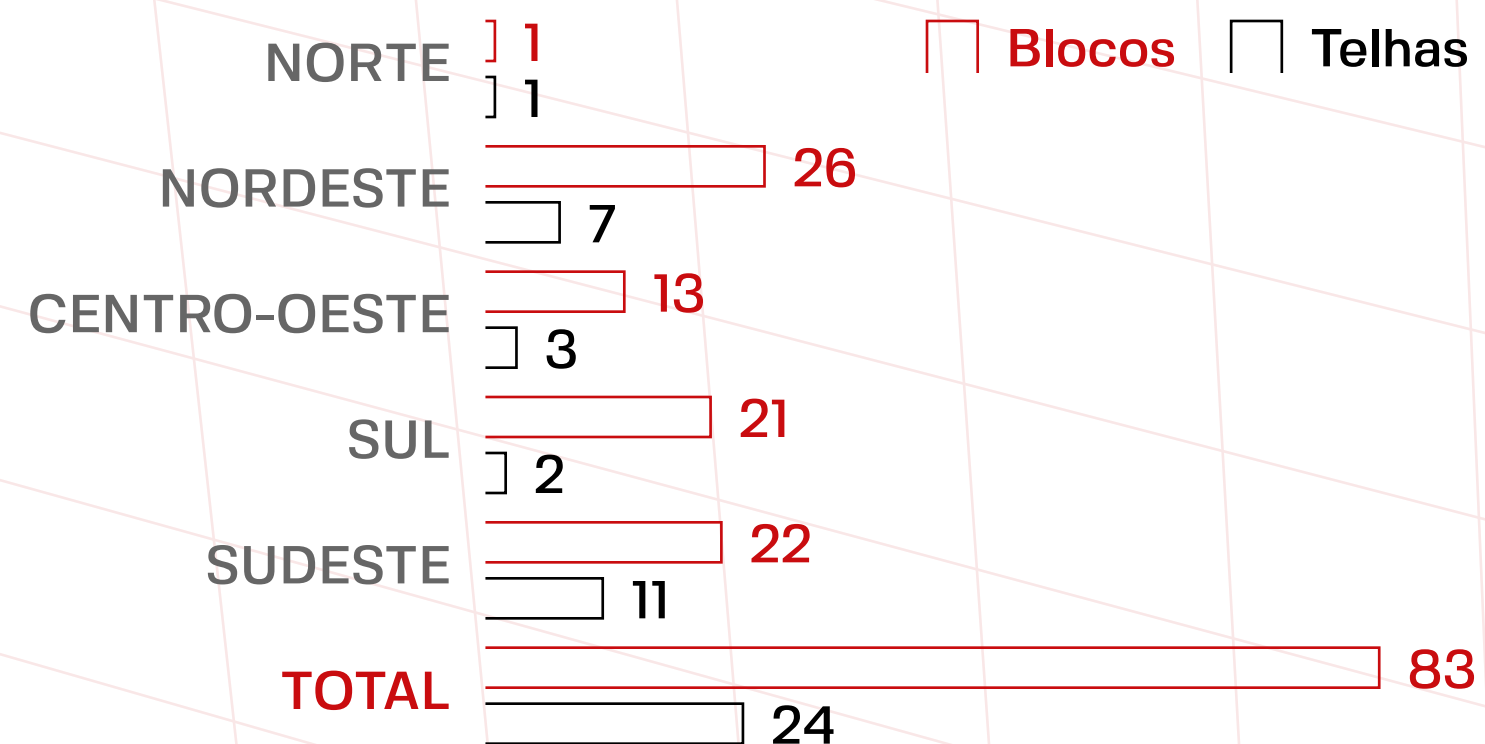 Blocos Telhas
NORTE 1
1
NORDESTE 26
7
CENTRO-OESTE 13
3
SUL 21
2
SUDESTE 22
11
TOTAL 83
24